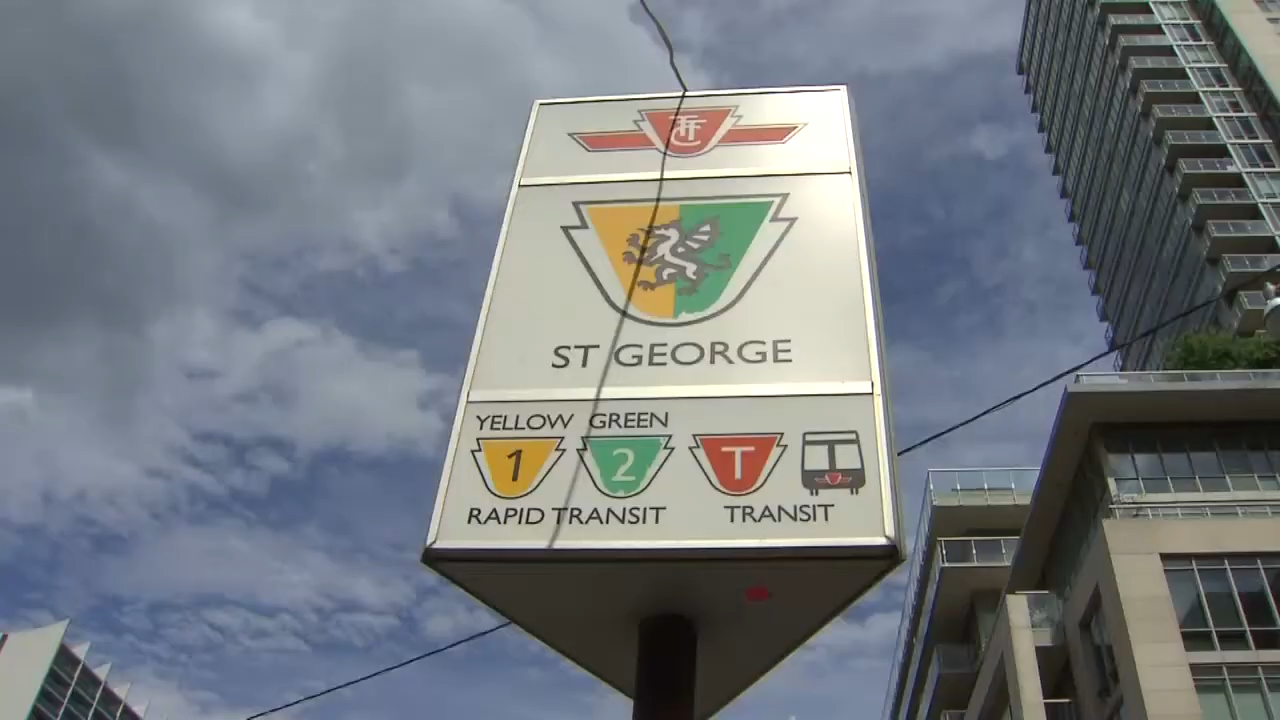 TTC
ST GEORGE
YELLOW GREEN
1 2 T T
RAPID TRANSIT TRANSIT